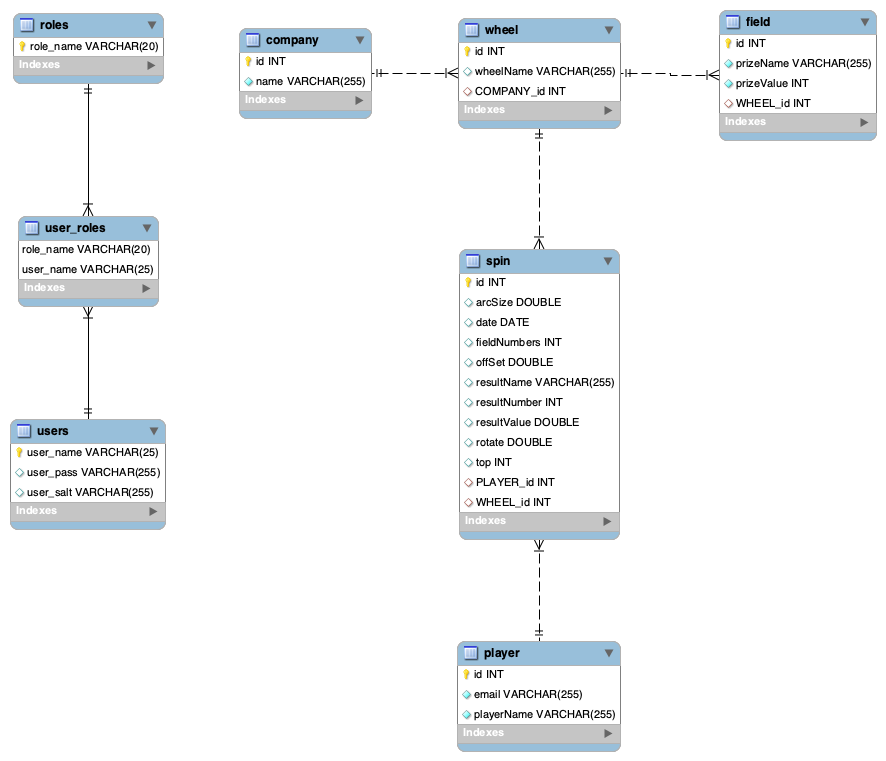 roles
role_name VARCHAR(20)
Indexes
company
id INT
name VARCHAR(255)
Indexes
wheel
id INT
wheelName VARCHAR(255)
COMPANY_id INT
Indexes
field
id INT
prizeName VARCHAR(255)
prizeValue INT
WHEEL_id INT
Indexes
user_roles
role_name VARCHAR(20)
user_name VARCHAR(25)
Indexes
spin
id INT
arcSize DOUBLE
date DATE
fieldNumbers INT
offSet DOUBLE
resultName VARCHAR(255)
resultNumber INT
resultValue DOUBLE
rotate DOUBLE
top INT
PLAYER_id INT
WHEEL_id INT
Indexes
users
user_name VARCHAR(25)
user_pass VARCHAR(255)
user_salt VARCHAR(255)
Indexes
player
id INT
email VARCHAR(255)
playerName VARCHAR(255)
Indexes